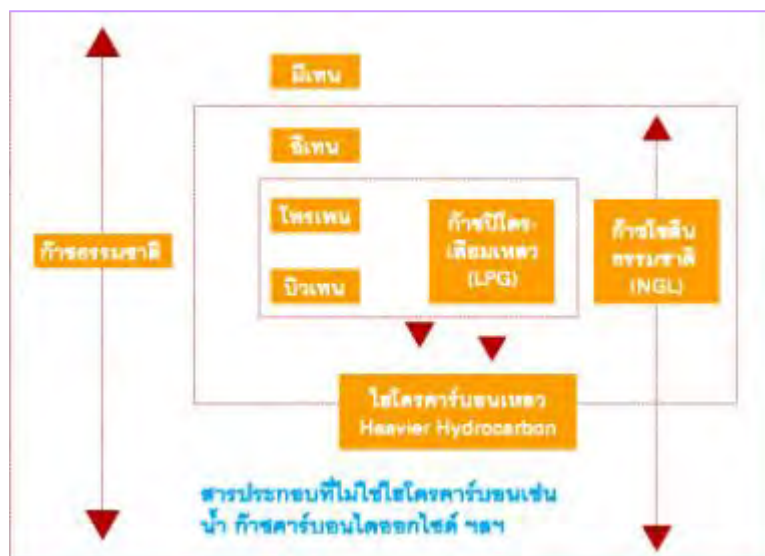 มีเทน
อีเทน
โพรเพน
บิวเทน
ก๊าซธรรมชาติ
ก๊าซปิโตร-
เลียมเหลว
(LPG)
ก๊าซโซลีน
ธรรมชาติ
(NGL)
ไฮโดรคาร์บอนเหลว
Heavier Hydrocarbon
สารประกอบที่ไม่ใช่ไฮโดรคาร์บอนเช่น
น้ำ ก๊าซคาร์บอนไดออกไซด์ ฯลฯ